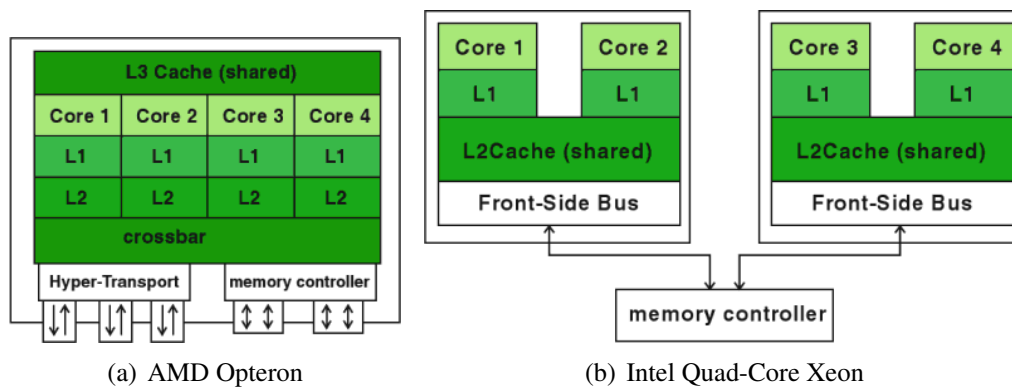 L3 Cache (shared)
Core 1 Core 2 Core 3 Core 4
L1 L1 L1 L1
L2 L2 L2 L2
crossbar
Hyper-Transport memory controller
(a) AMD Opteron
Core 1 Core 2 Core 3 Core 4
L1 L1 L1 L1
L2Cache (shared) L2Cache (shared)
Front-Side Bus Front-Side Bus
memory controller
(b) Intel Quad-Core Xeon